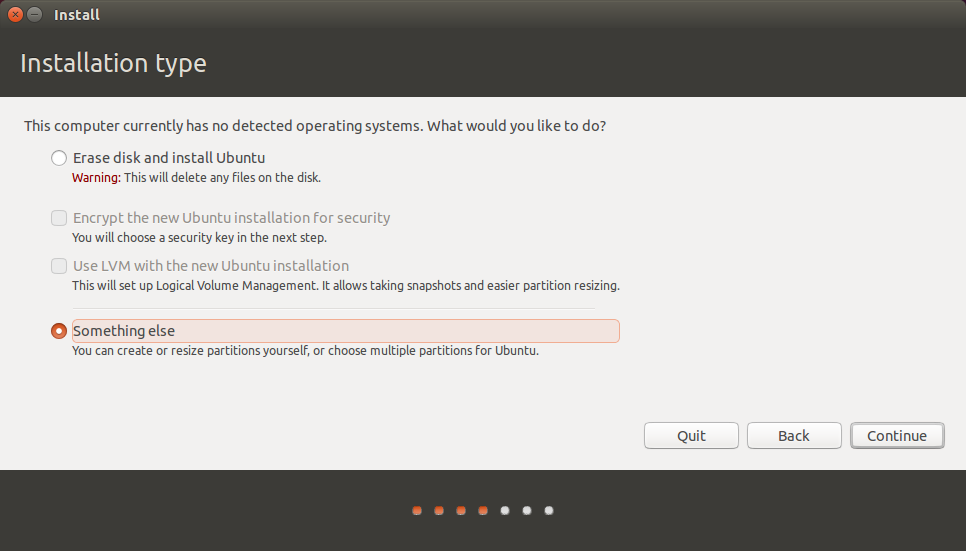 Install
Installation type
This computer currently has no detected operating systems. What would you like to do?
Erase disk and install Ubuntu
Warning: This will delete any files on the disk.
Encrypt the new Ubuntu installation for security
You will choose a security key in the next step.
Use LVM with the new Ubuntu installation
This will set up Logical Volume Management. It allows taking snapshots and easier partition resizing.
Something else
You can create or resize partitions yourself, or choose multiple partitions for Ubuntu.
Quit Back Continue